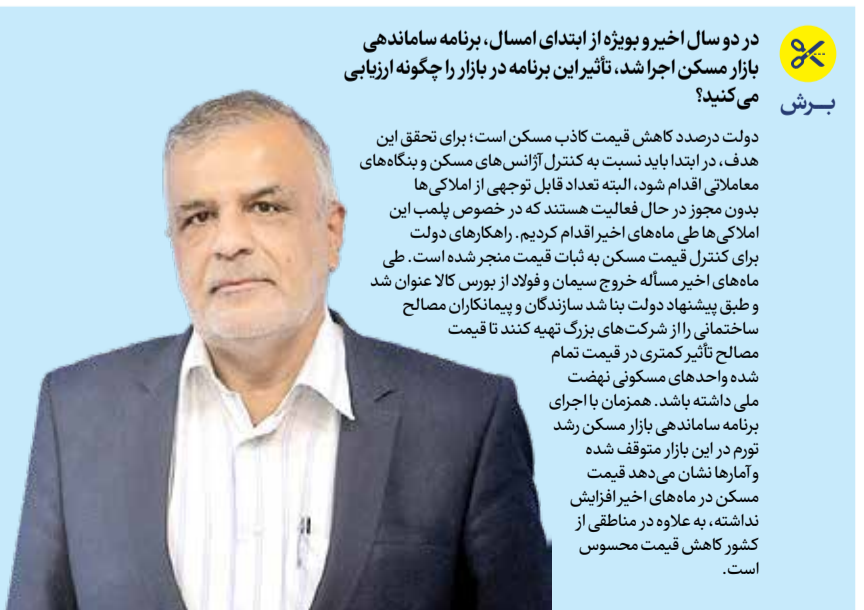 برش
در دو سال اخیر و بویژه از ابتدای امسال، برنامه ساماندهی
بازار مسکن اجرا شد، تأثیر این برنامه در بازار را چگونه ارزیابی
می‌کنید؟
دولت درصدد کاهش قیمت کاذب مسکن است؛ برای تحقق این
هدف، در ابتدا باید نسبت به کنترل آژانس‌های مسکن و بنگاه‌های
معاملاتی اقدام شود، البته تعداد قابل توجهی از املاکی‌ها
بدون مجوز در حال فعالیت هستند که در خصوص پلمب این
املاکی‌ها طی ماه‌های اخیر اقدام کردیم. راهکارهای دولت
برای کنترل قیمت مسکن به ثبات قیمت منجر شده است. طی
ماه‌های اخیر مسأله خروج سیمان و فولاد از بورس کالا عنوان شد
و طبق پیشنهاد دولت بنا شد سازندگان و پیمانکاران مصالح
ساختمانی را از شرکت‌های بزرگ تهیه کنند تا قیمت
مصالح تأثیر کمتری در قیمت تمام
شده واحدهای مسکونی نهضت
ملی داشته باشد. همزمان با اجرای
برنامه ساماندهی بازار مسکن رشد
تورم در این بازار متوقف شده
و آمارها نشان می‌دهد قیمت
مسکن در ماه‌های اخیر افزایش
نداشته، به علاوه در مناطقی از
کشور کاهش قیمت محسوس
است.